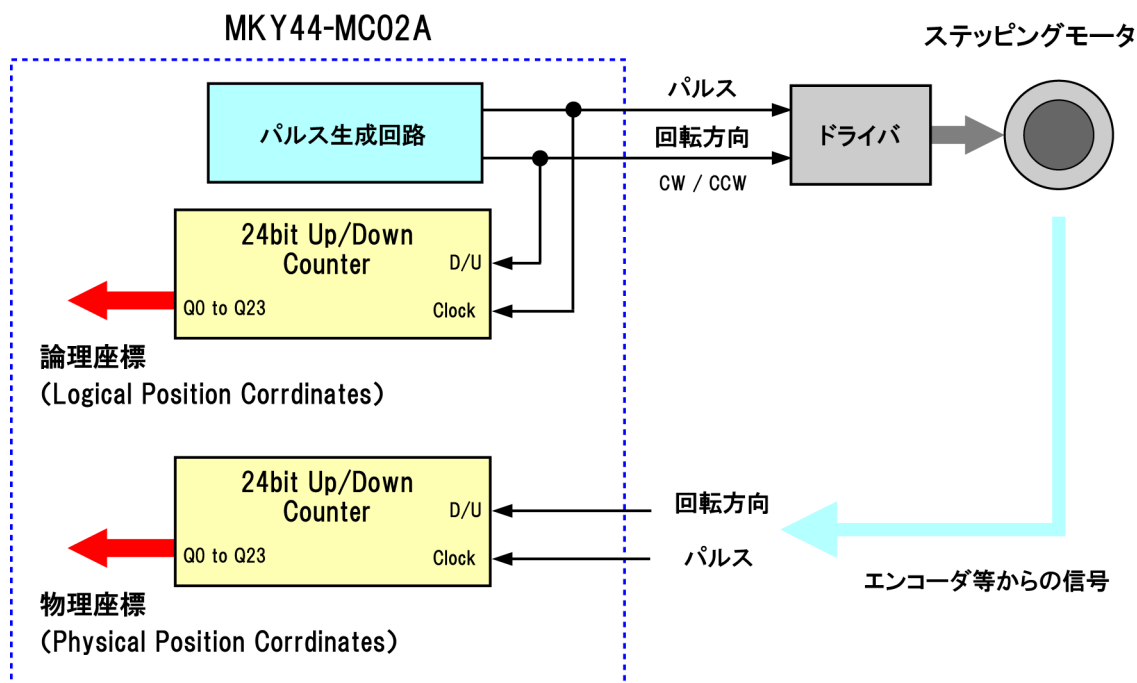 MKY44-MC02A
ステッピングモータ
パルス生成回路
パルス
回転方向
CW / CCW
ドライバ
24bit Up/Down
Counter
D/U
Clock
Q0 to Q23
論理座標
(Logical Position Corrdinates)
24bit Up/Down
Counter
D/U
Clock
Q0 to Q23
回転方向
パルス
エンコーダ等からの信号
物理座標
(Physical Position Corrdinates)